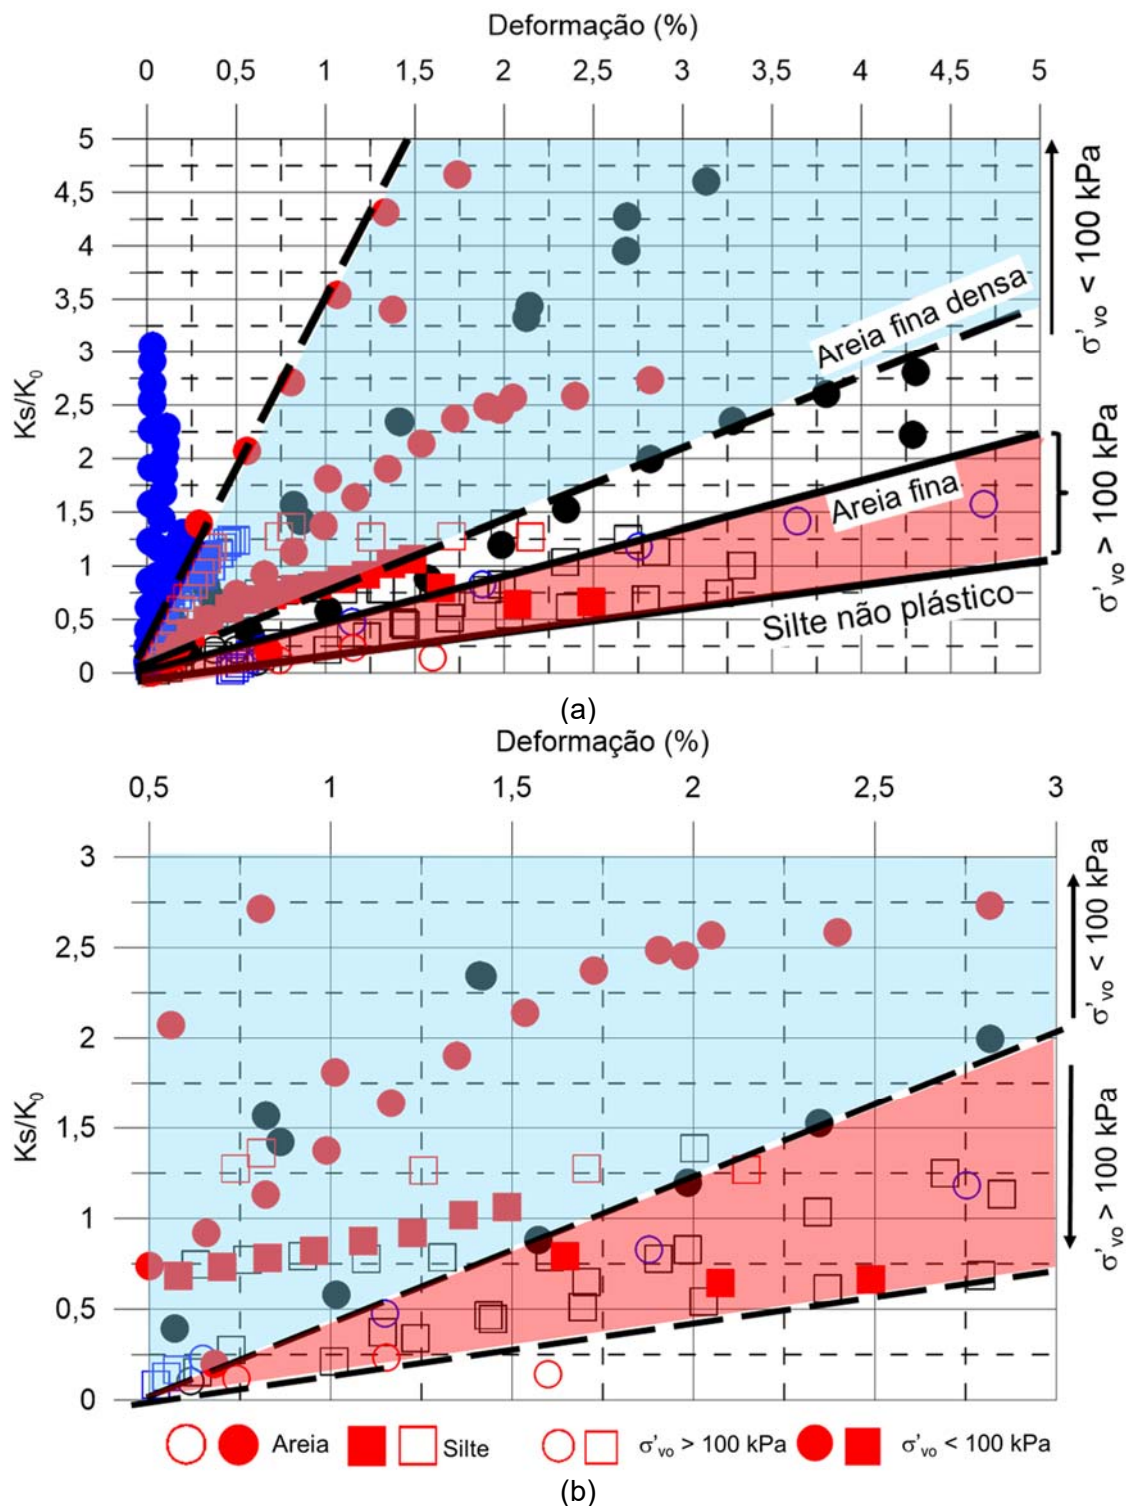 Deformação (%)
0 0,5 1 1,5 2 2,5 3 3,5 4 4,5 5
5
4,5
4
3,5
3
2,5
2
1,5
1
0,5
0
Ks/K0
Areia fina densa
Areia fina
Silte não plástico
σ'vo < 100 kPa
σ'vo > 100 kPa
(a)
Deformação (%)
0,5 1 1,5 2 2,5 3
3
2,5
2
1,5
1
0,5
0
Ks/K0
σ'vo < 100 kPa
σ'vo > 100 kPa
Areia Silte σ'vo > 100 kPa σ'vo < 100 kPa
(b)